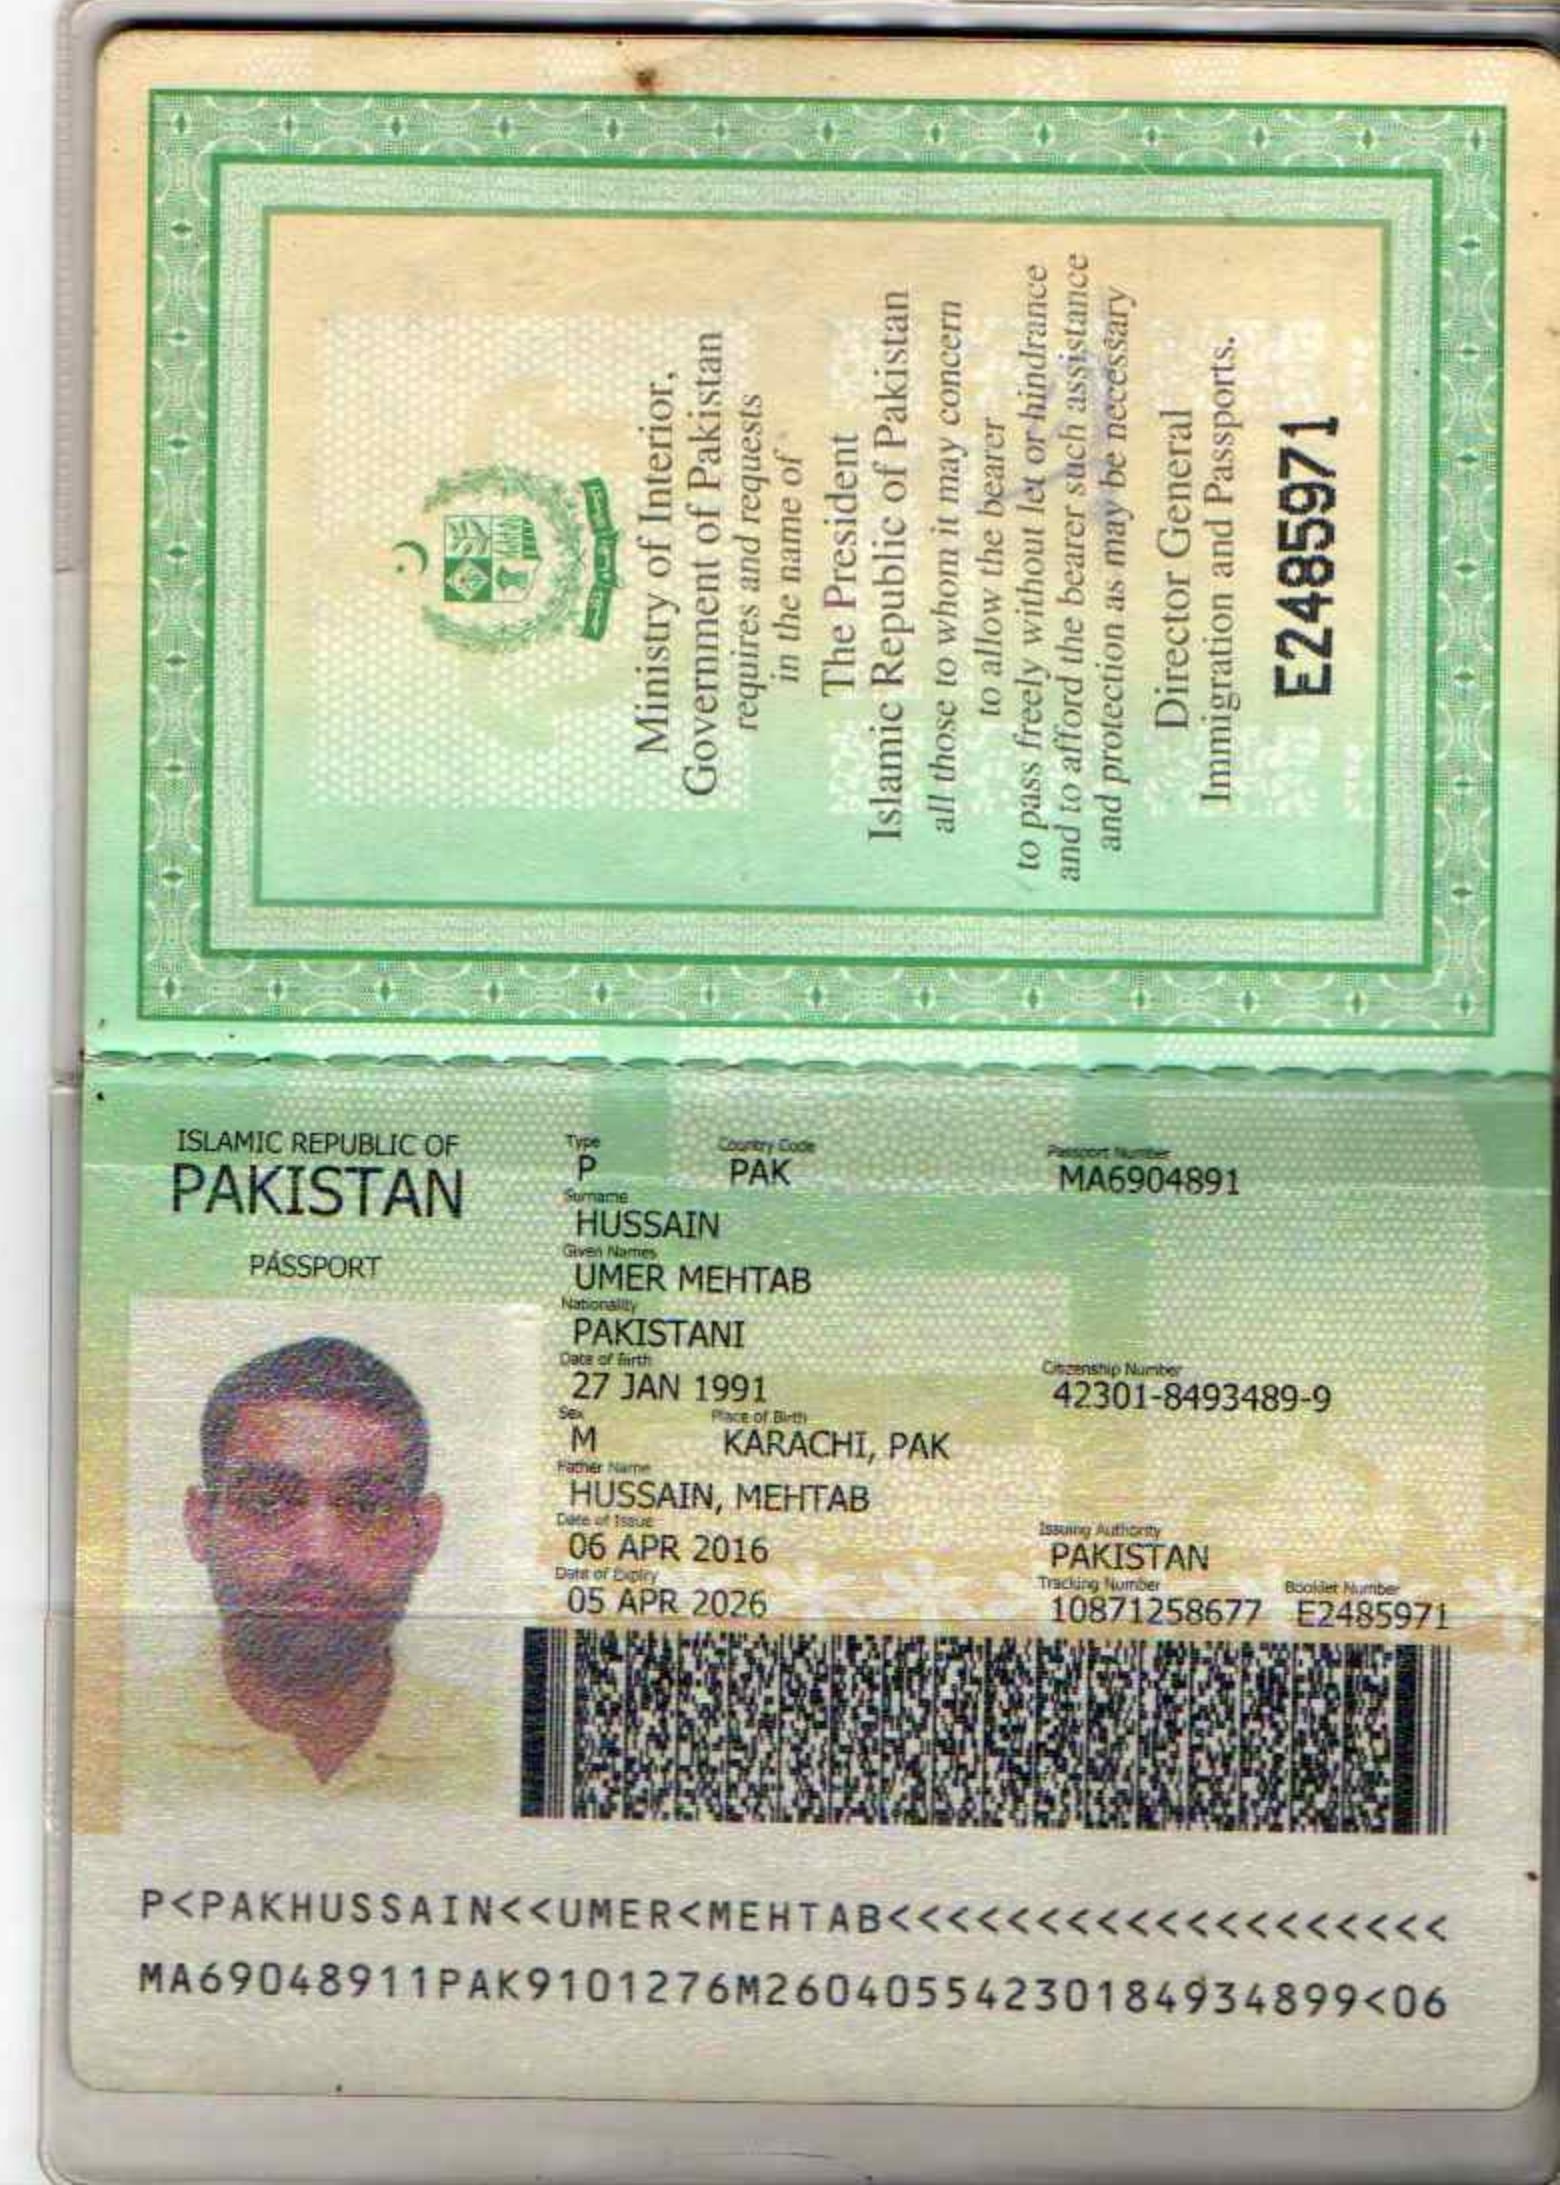 Ministry of Interior,
Government of Pakistan
requires and requests
in the name of
The President
Islamic Republic of Pakistan
all those to whom it may concern
to allow the bearer
to pass freely without let or hindrance
and to afford the bearer such assistance
and protection as may be necessary
Director General
Immigration and Passports.
E2485971
ISLAMIC REPUBLIC OF
PAKISTAN
PASSPORT
Type Country Code Passport Number
P PAK MA6904891
Surname
HUSSAIN
Given Names
UMER MEHTAB
Nationality
PAKISTANI
Date of Birth Citizenship Number
27 JAN 1991 42301-8493489-9
Sex Place of Birth
M KARACHI, PAK
Father Name
HUSSAIN, MEHTAB
Date of Issue Issuing Authority
06 APR 2016 PAKISTAN
Date of Expiry Tracking Number Booklet Number
05 APR 2026 10871258677 E2485971
P<PAKHUSSAIN<<UMER<MEHTAB<<<<<<<<<<<<<<<<<<<
MA69048911PAK9101276M26040554230184934899<06